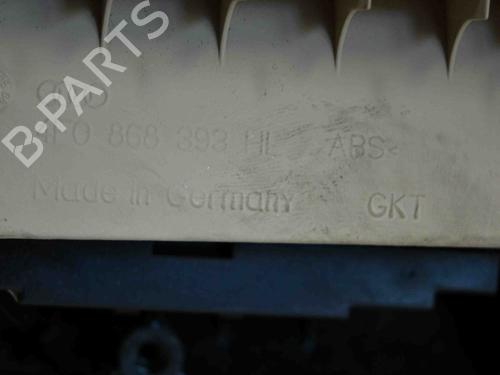 B-PARTS
0 868 393 HL >ABS<
Made in Germany GKT